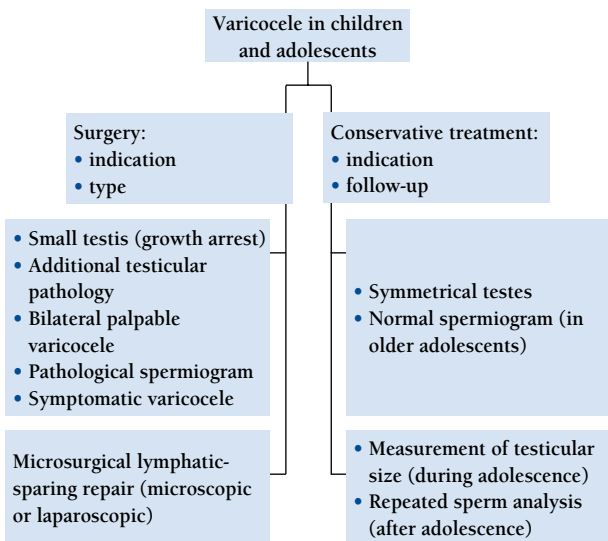 Varicocele in children
and adolescents
Surgery:
• indication
• type
Conservative treatment:
• indication
• follow-up
• Small testis (growth arrest)
• Additional testicular
pathology
• Bilateral palpable
varicocele
• Pathological spermiogram
• Symptomatic varicocele
• Symmetrical testes
• Normal spermiogram (in
older adolescents)
Microsurgical lymphatic-
sparing repair (microscopic
or laparoscopic)
• Measurement of testicular
size (during adolescence)
• Repeated sperm analysis
(after adolescence)